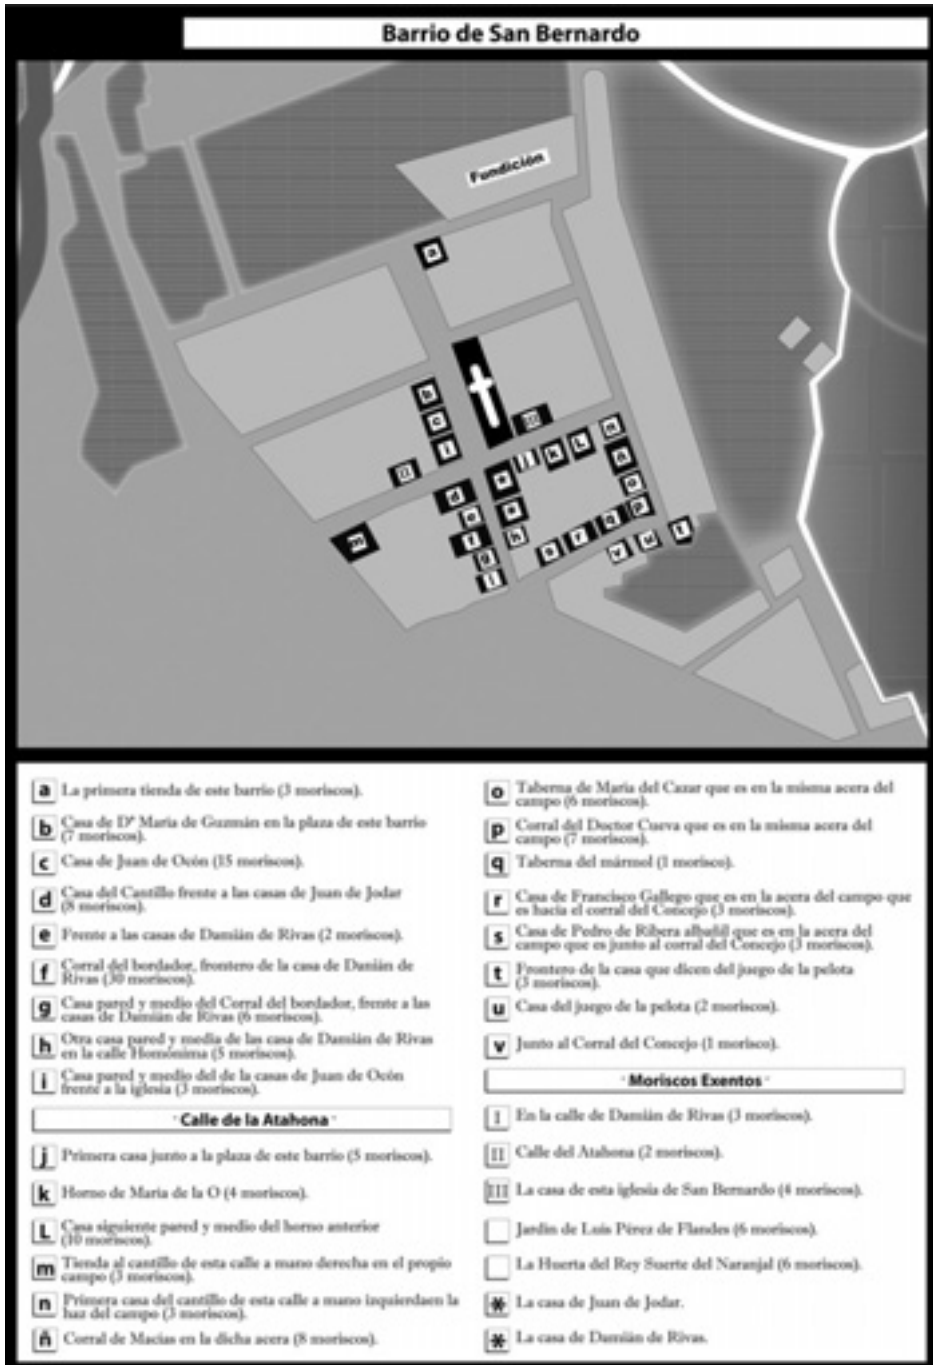 Barrio de San Bernardo
Fundición
a
b
c
i
II
III
d
e
f
g
I
m
j
k
L
m
ñ
o
p
q
r
s
h
v
u
t
a La primera tienda de este barrio (3 moriscos).
b Casa de Dª María de Guzmán en la plaza de este barrio
(7 moriscos).
c Casa de Juan de Ocón (15 moriscos).
d Casa del Cantillo frente a las casas de Juan de Jodar
(8 moriscos).
e Frente a las casas de Damián de Rivas (2 moriscos).
f Corral del bordador, frontero de la casa de Danián de
Rivas (30 moriscos).
g Casa pared y medio del Corral del bordador, frente a las
casas de Damián de Rivas (6 moriscos).
h Otra casa pared y media de las casa de Damián de Rivas
en la calle Homónima (5 moriscos).
i Casa pared y medio del de la casas de Juan de Ocón
frente a la iglesia (3 moriscos).
Calle de la Atahona
j Primera casa junto a la plaza de este barrio (5 moriscos).
k Horno de María de la O (4 moriscos).
L Casa siguiente pared y medio del horno anterior
(10 moriscos).
m Tienda al cantillo de esta calle a mano derecha en el propio
campo (3 moriscos).
n Primera casa del cantillo de esta calle a mano izquierdaen la
haz del campo (3 moriscos).
ñ Corral de Macías en la dicha acera (8 moriscos).
o Taberna de María del Cazar que es en la misma acera del
campo (6 moriscos).
p Corral del Doctor Cueva que es en la misma acera del
campo (7 moriscos).
q Taberna del mármol (1 morisco).
r Casa de Francisco Gallego que es en la acera del campo que
es hacia el corral del Concejo (3 moriscos).
s Casa de Pedro de Ribera albañil que es en la acera del
campo que es junto al corral del Concejo (3 moriscos).
t Frontero de la casa que dicen del juego de la pelota
(3 moriscos).
u Casa del juego de la pelota (2 moriscos).
v Junto al Corral del Concejo (1 morisco).
Moriscos Exentos
I En la calle de Damián de Rivas (3 moriscos).
II Calle del Atahona (2 moriscos).
III La casa de esta iglesia de San Bernardo (4 moriscos).
Jardín de Luis Pérez de Flandes (6 moriscos).
La Huerta del Rey Suerte del Naranjal (6 moriscos).
* La casa de Juan de Jodar.
* La casa de Damián de Rivas.